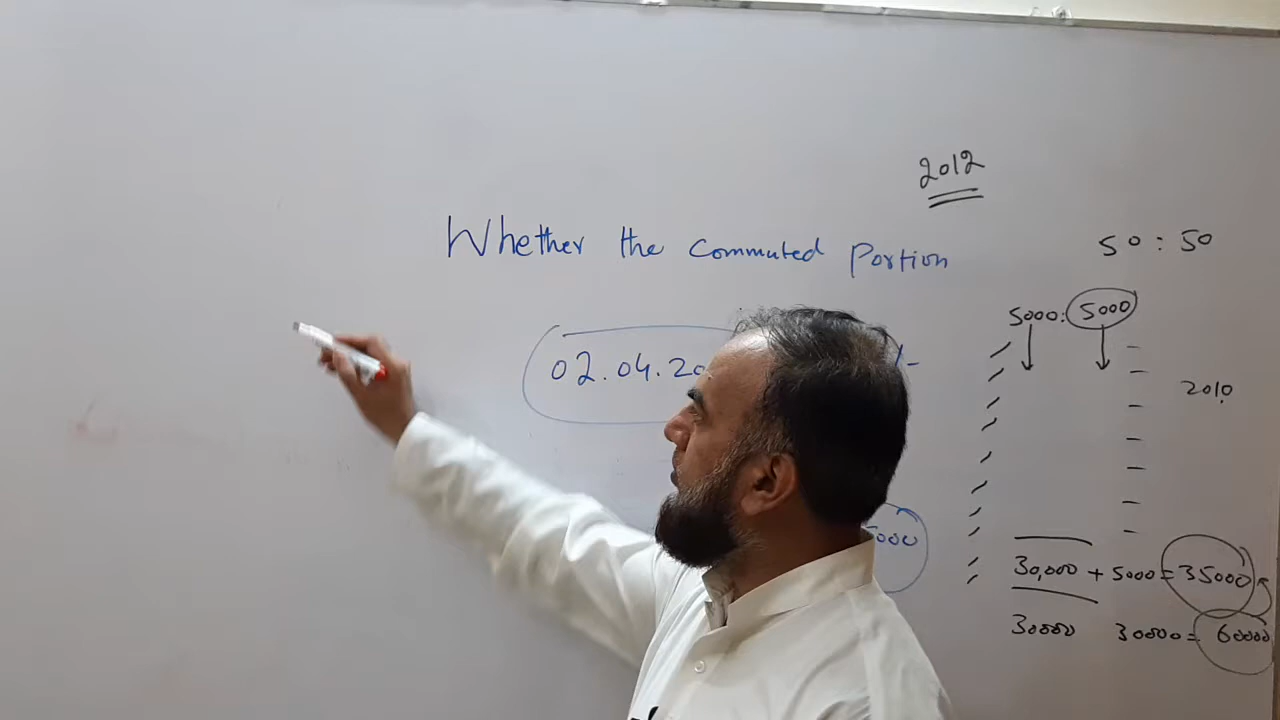 2012
Whether the commuted Portion
50 : 50
5000: 5000
02.04.20
2010
5000
30,000 + 5000 = 35000
30000 30000 = 60000